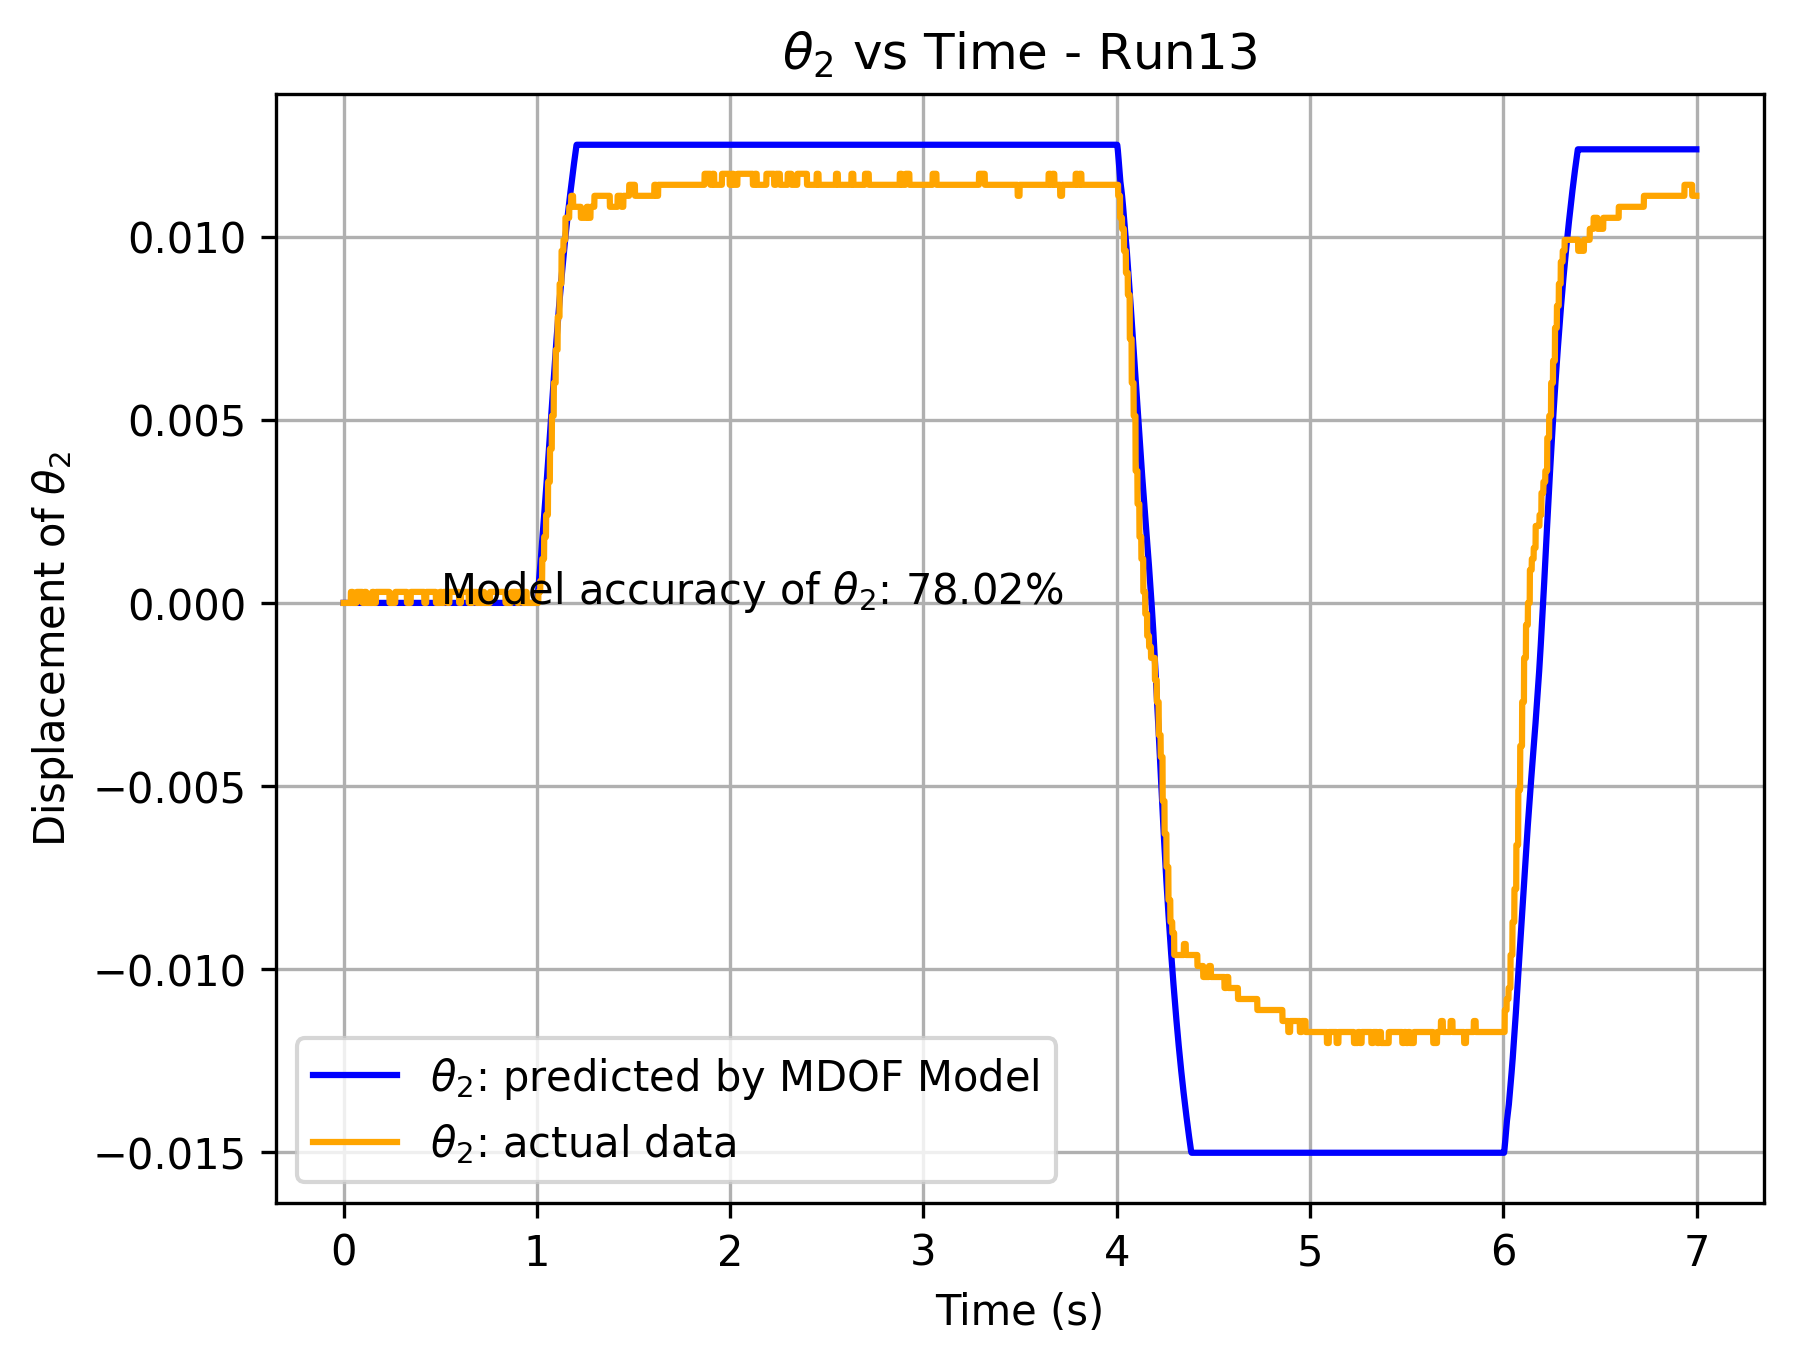 θ₂ vs Time - Run13
Displacement of θ₂
0.010
0.005
0.000
−0.005
−0.010
−0.015
Model accuracy of θ₂: 78.02%
θ₂: predicted by MDOF Model
θ₂: actual data
0 1 2 3 4 5 6 7
Time (s)